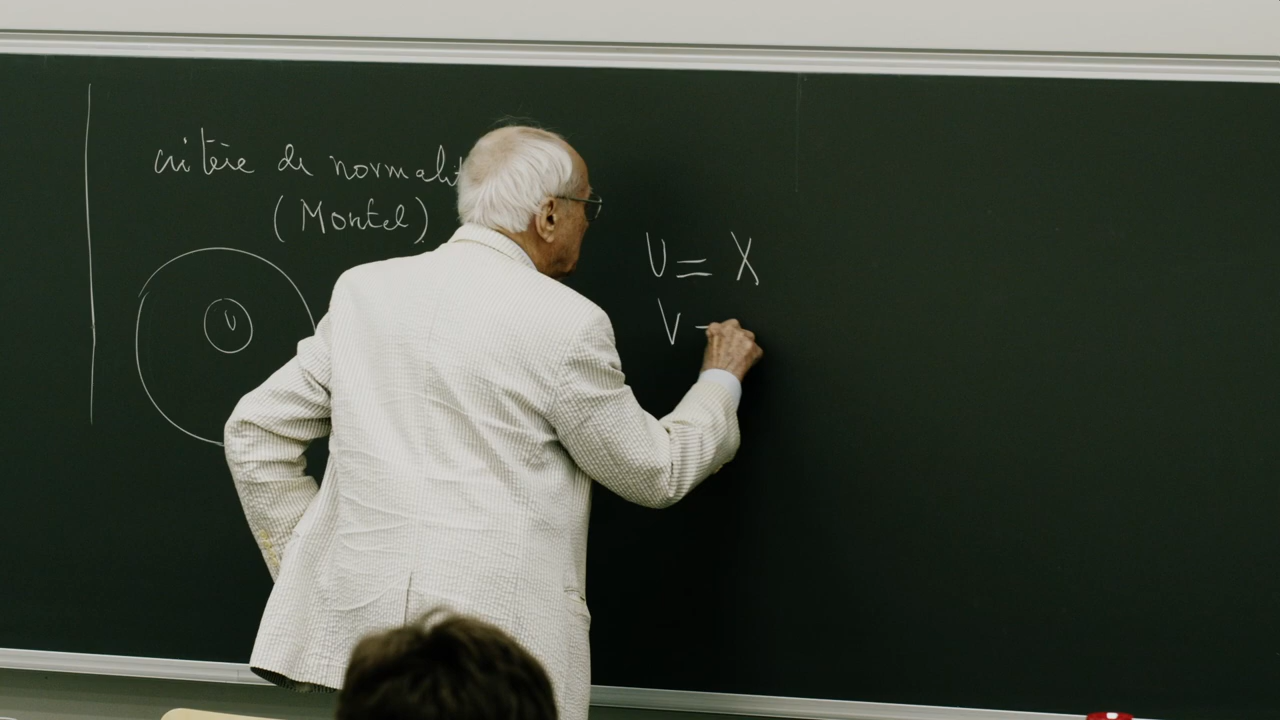 critère de normalit
(Montel)
U
U = X
V -